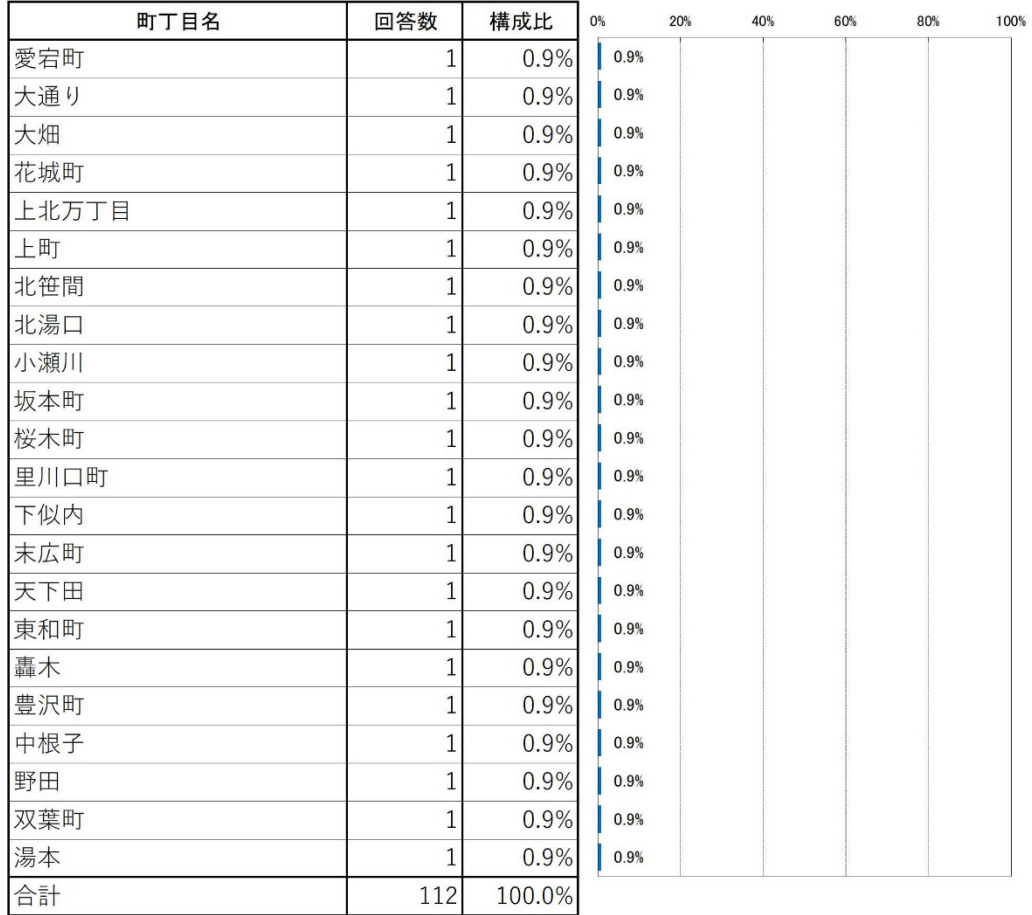 町丁目名 回答数 構成比 0% 20% 40% 60% 80% 100%
愛宕町 1 0.9% 0.9%
大通り 1 0.9% 0.9%
大畑 1 0.9% 0.9%
花城町 1 0.9% 0.9%
上北万丁目 1 0.9% 0.9%
上町 1 0.9% 0.9%
北笹間 1 0.9% 0.9%
北湯口 1 0.9% 0.9%
小瀬川 1 0.9% 0.9%
坂本町 1 0.9% 0.9%
桜木町 1 0.9% 0.9%
里川口町 1 0.9% 0.9%
下似内 1 0.9% 0.9%
末広町 1 0.9% 0.9%
天下田 1 0.9% 0.9%
東和町 1 0.9% 0.9%
轟木 1 0.9% 0.9%
豊沢町 1 0.9% 0.9%
中根子 1 0.9% 0.9%
野田 1 0.9% 0.9%
双葉町 1 0.9% 0.9%
湯本 1 0.9% 0.9%
合計 112 100.0%